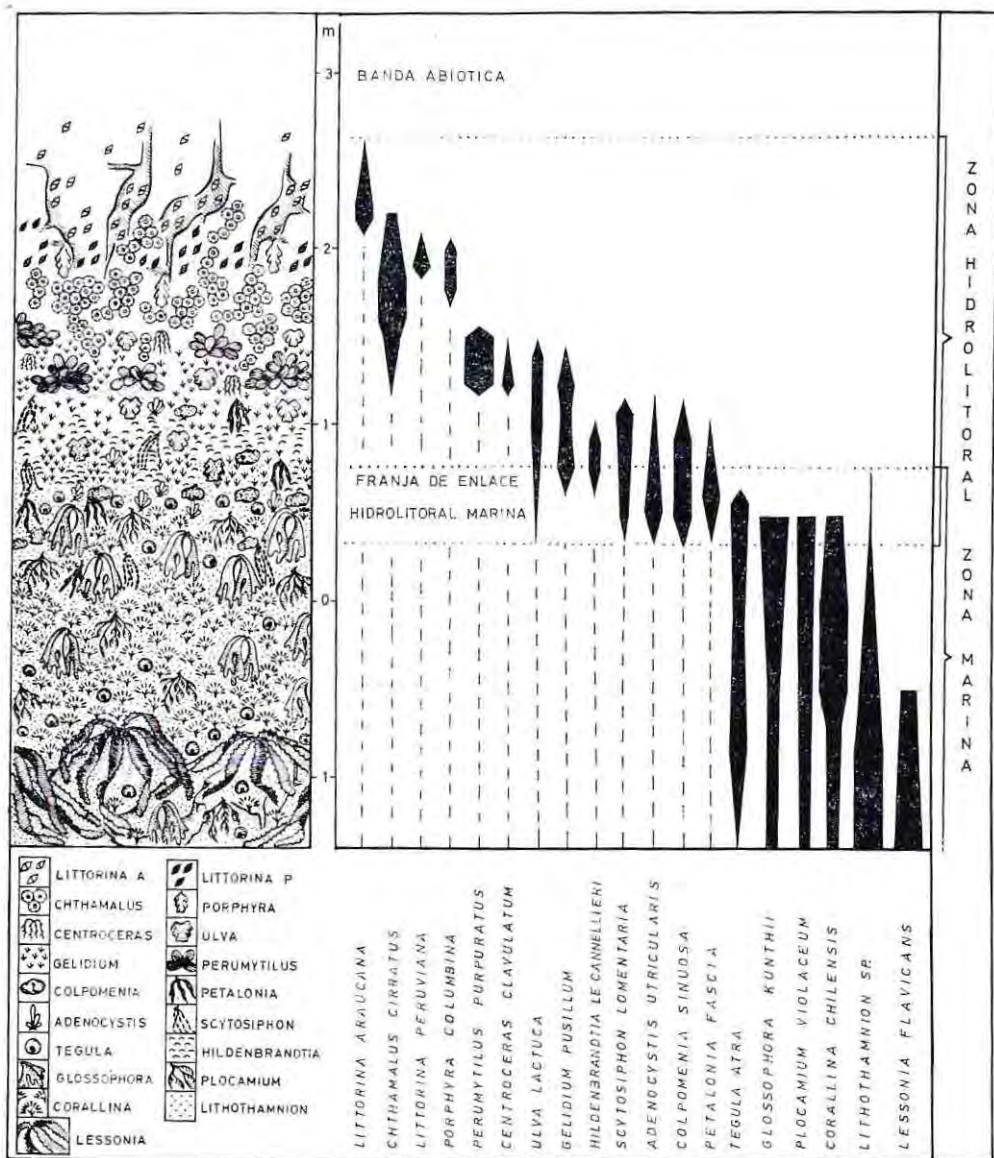 m
3
BANDA ABIOTICA
2
1
FRANJA DE ENLACE
HIDROLITORAL MARINA
0
1
ZONA HIDROLITORAL
ZONA MARINA
LITTORINA A
LITTORINA P
CHTHAMALUS
PORPHYRA
CENTROCERAS
ULVA
GELIDIUM
PERUMYTILUS
COLPOMENIA
PETALONIA
ADENOCYSTIS
SCYTOSIPHON
TEGULA
HILDENBRANDTIA
GLOSSOPHORA
PLOCAMIUM
CORALLINA
LITHOTHAMNION
LESSONIA
LITTORINA ARAUCANA
CHTHAMALUS CIRRATUS
LITTORINA PERUVIANA
PORPHYRA COLUMBINA
PERUMYTILUS PURPURATUS
CENTROCERAS CLAVULATUM
ULVA LACTUCA
GELIDIUM PUSILLUM
HILDENBRANDTIA LECANNELLIERI
SCYTOSIPHON LOMENTARIA
ADENOCYSTIS UTRICULARIS
COLPOMENIA SINUOSA
PETALONIA FASCIA
TEGULA ATRA
GLOSSOPHORA KUNTHII
PLOCAMIUM VIOLACEUM
CORALLINA CHILENSIS
LITHOTHAMNION SP.
LESSONIA FLAVICANS